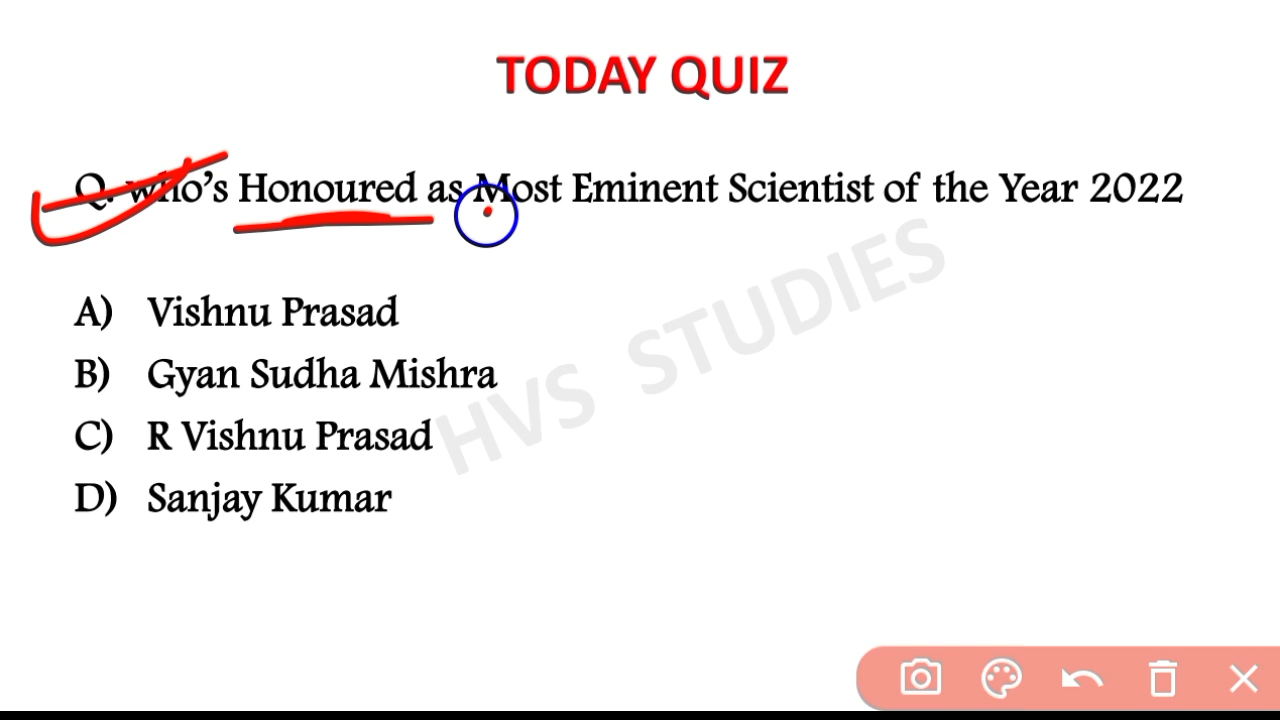 TODAY QUIZ
Q. who's Honoured as Most Eminent Scientist of the Year 2022
A) Vishnu Prasad
B) Gyan Sudha Mishra
C) R Vishnu Prasad
D) Sanjay Kumar
HVS STUDIES